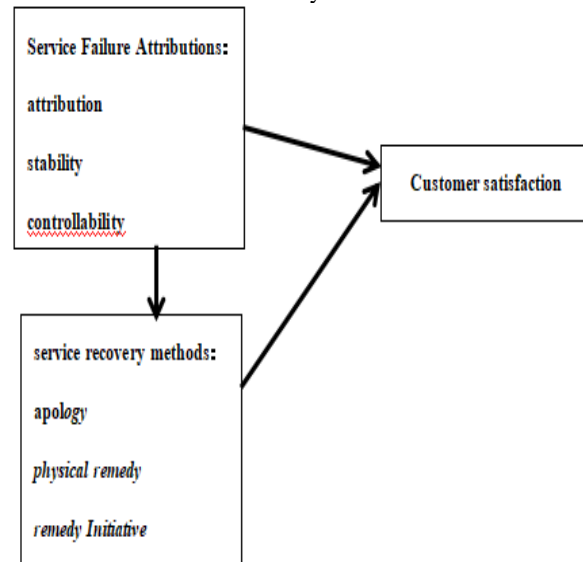 Service Failure Attributions:
attribution
stability
controllability
Customer satisfaction
service recovery methods:
apology
physical remedy
remedy Initiative